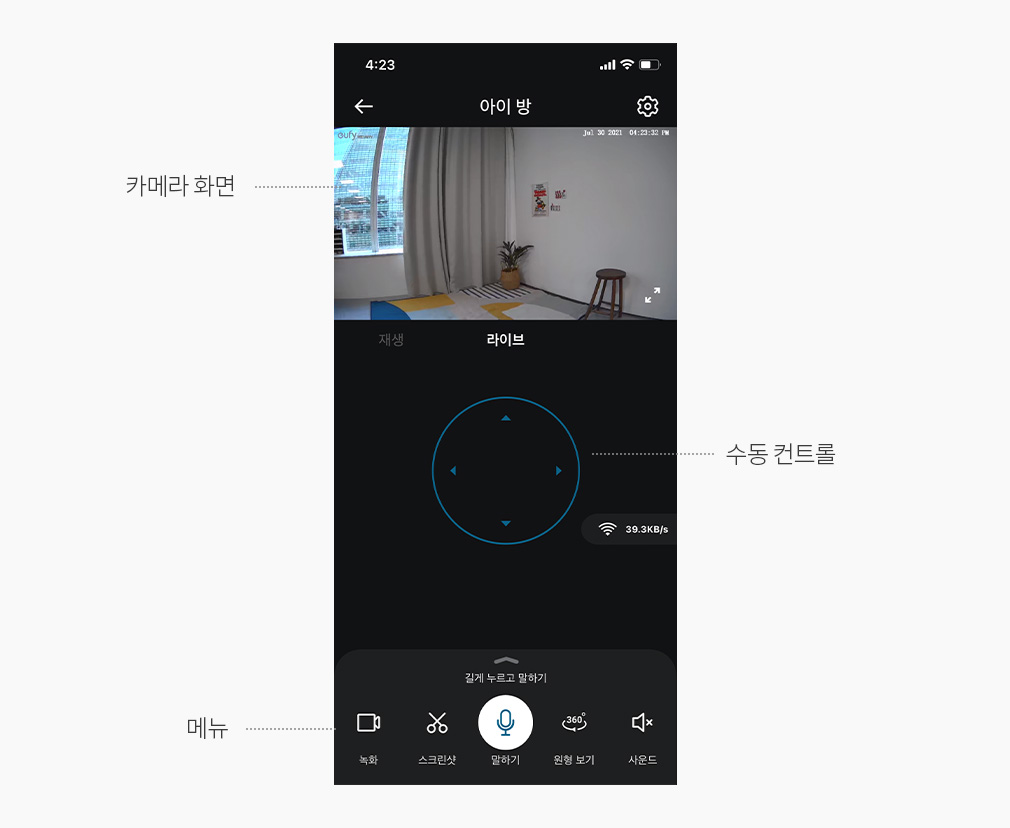 4:23
아이 방
eufy
Jul 30 2021 04:23:32 PM
카메라 화면
재생
라이브
수동 컨트롤
39.3KB/s
길게 누르고 말하기
메뉴
360°
녹화
스크린샷
말하기
원형 보기
사운드